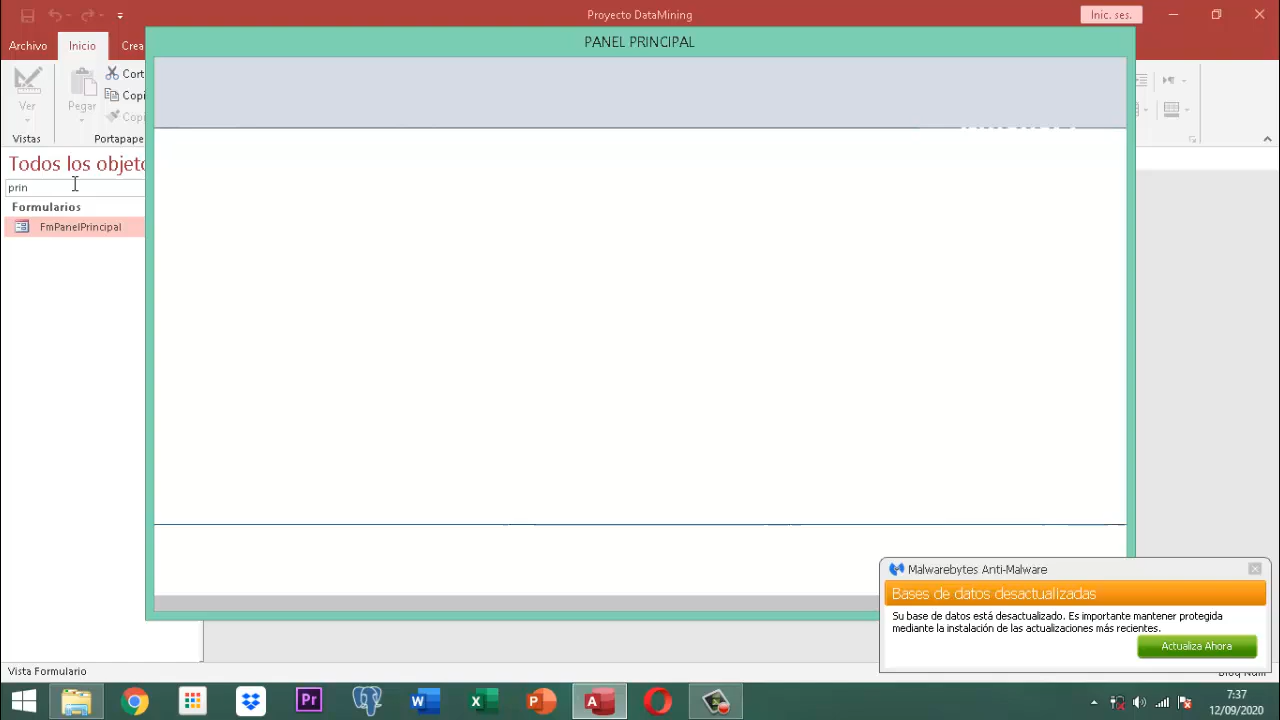 Proyecto DataMining
Inic. ses.
Archivo
Inicio
Crea
Ver
Pegar
Cort
Copi
Copi
Vistas
Portapape
PANEL PRINCIPAL
Todos los objeto
prin
Formularios
FmPanelPrincipal
Malwarebytes Anti-Malware
Bases de datos desactualizadas
Su base de datos está desactualizado. Es importante mantener protegida
mediante la instalación de las actualizaciones más recientes.
Actualiza Ahora
Vista Formulario
7:37
12/09/2020